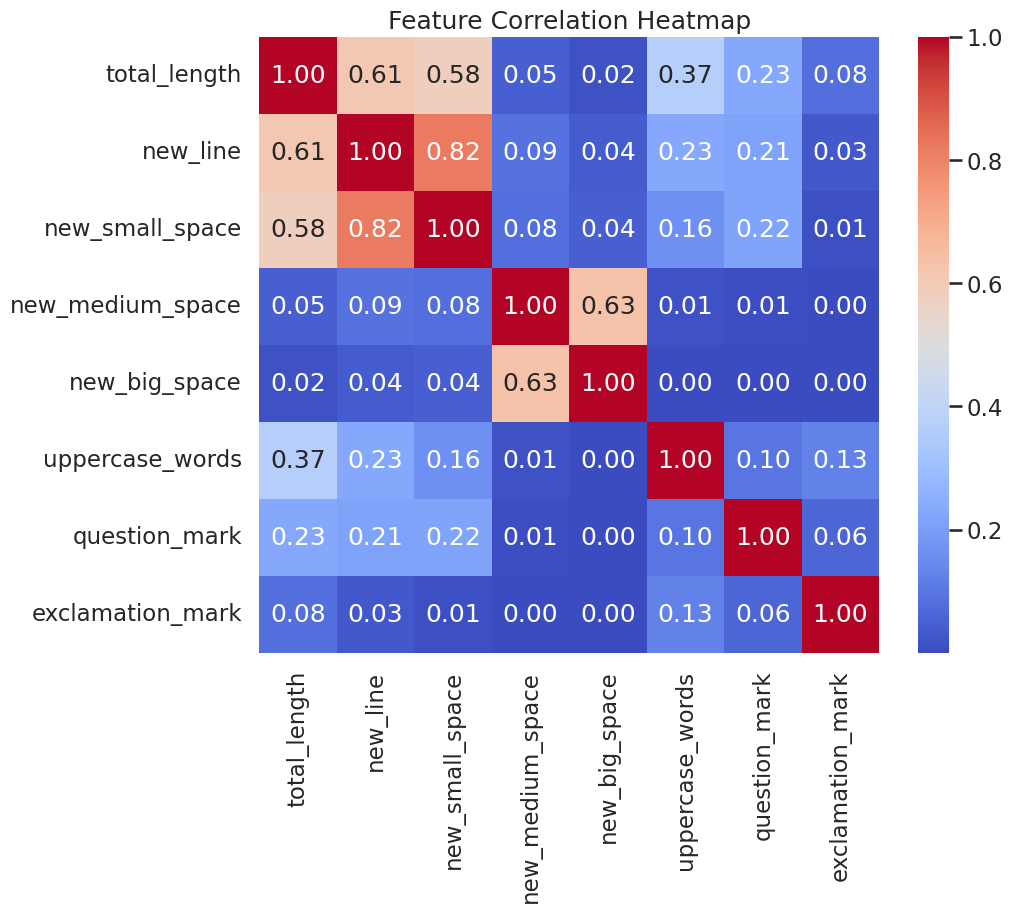 Feature Correlation Heatmap
total_length 1.00 0.61 0.58 0.05 0.02 0.37 0.23 0.08
new_line 0.61 1.00 0.82 0.09 0.04 0.23 0.21 0.03
new_small_space 0.58 0.82 1.00 0.08 0.04 0.16 0.22 0.01
new_medium_space 0.05 0.09 0.08 1.00 0.63 0.01 0.01 0.00
new_big_space 0.02 0.04 0.04 0.63 1.00 0.00 0.00 0.00
uppercase_words 0.37 0.23 0.16 0.01 0.00 1.00 0.10 0.13
question_mark 0.23 0.21 0.22 0.01 0.00 0.10 1.00 0.06
exclamation_mark 0.08 0.03 0.01 0.00 0.00 0.13 0.06 1.00
total_length
new_line
new_small_space
new_medium_space
new_big_space
uppercase_words
question_mark
exclamation_mark
1.0
0.8
0.6
0.4
0.2